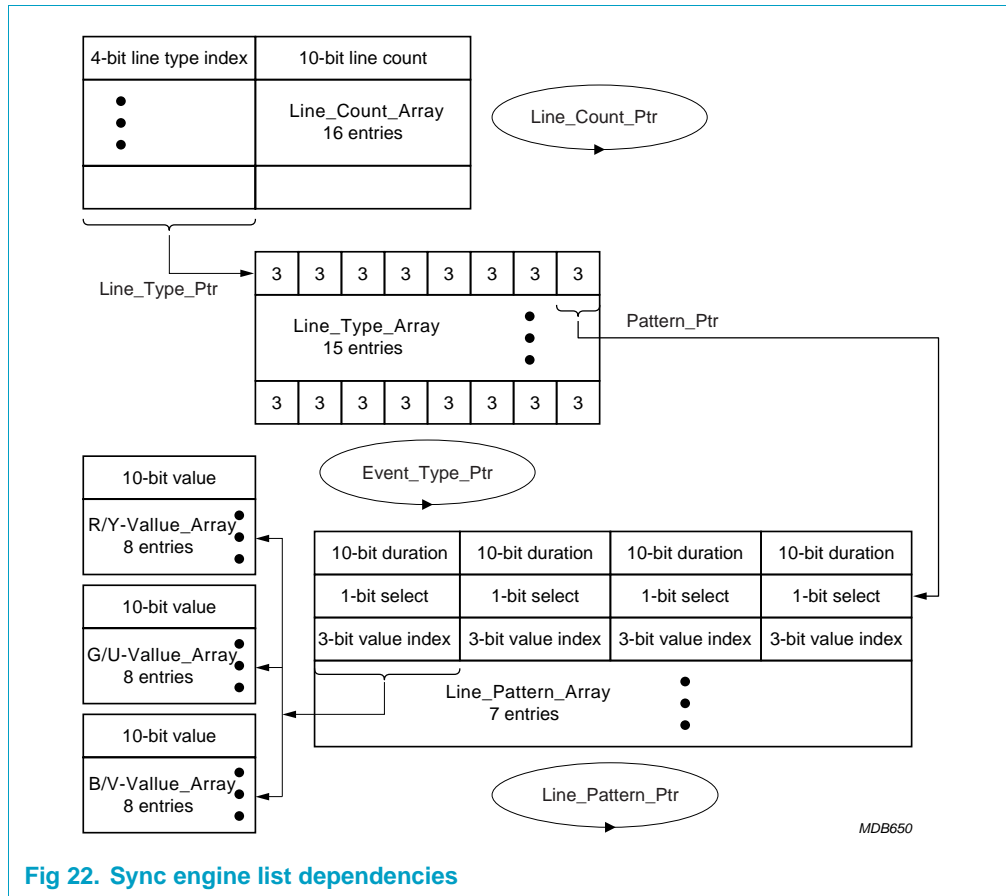 4-bit line type index 10-bit line count
Line_Count_Array
16 entries
Line_Count_Ptr
Line_Type_Ptr
3 3 3 3 3 3 3 3
Line_Type_Array
15 entries
Pattern_Ptr
3 3 3 3 3 3 3 3
Event_Type_Ptr
10-bit value
R/Y-Vallue_Array
8 entries
10-bit value
G/U-Vallue_Array
8 entries
10-bit value
B/V-Vallue_Array
8 entries
10-bit duration 10-bit duration 10-bit duration 10-bit duration
1-bit select 1-bit select 1-bit select 1-bit select
3-bit value index 3-bit value index 3-bit value index 3-bit value index
Line_Pattern_Array
7 entries
Line_Pattern_Ptr
MDB650
Fig 22. Sync engine list dependencies